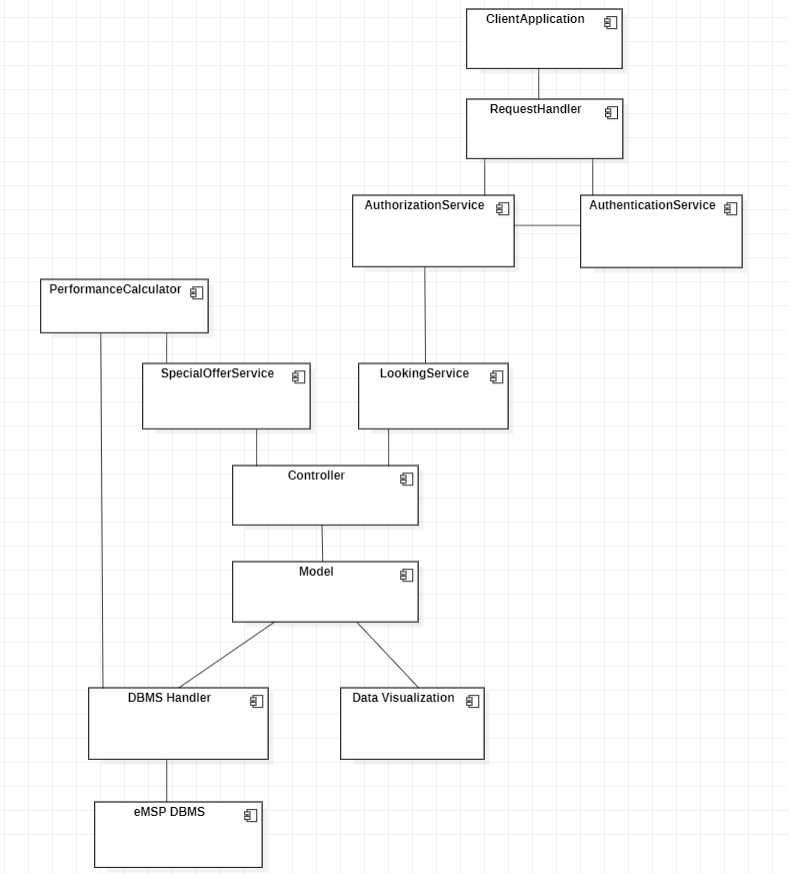 ClientApplication
RequestHandler
AuthorizationService
AuthenticationService
PerformanceCalculator
SpecialOfferService
LookingService
Controller
Model
DBMS Handler
Data Visualization
eMSP DBMS